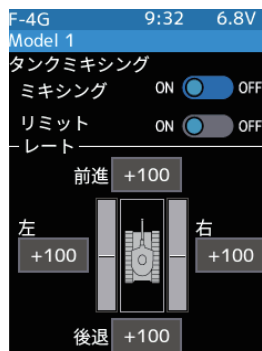 F-4G 9:32 6.8V
Model 1
タンクミキシング
ミキシング ON OFF
リミット ON OFF
レート
前進 +100
左 右
+100 +100
後退 +100